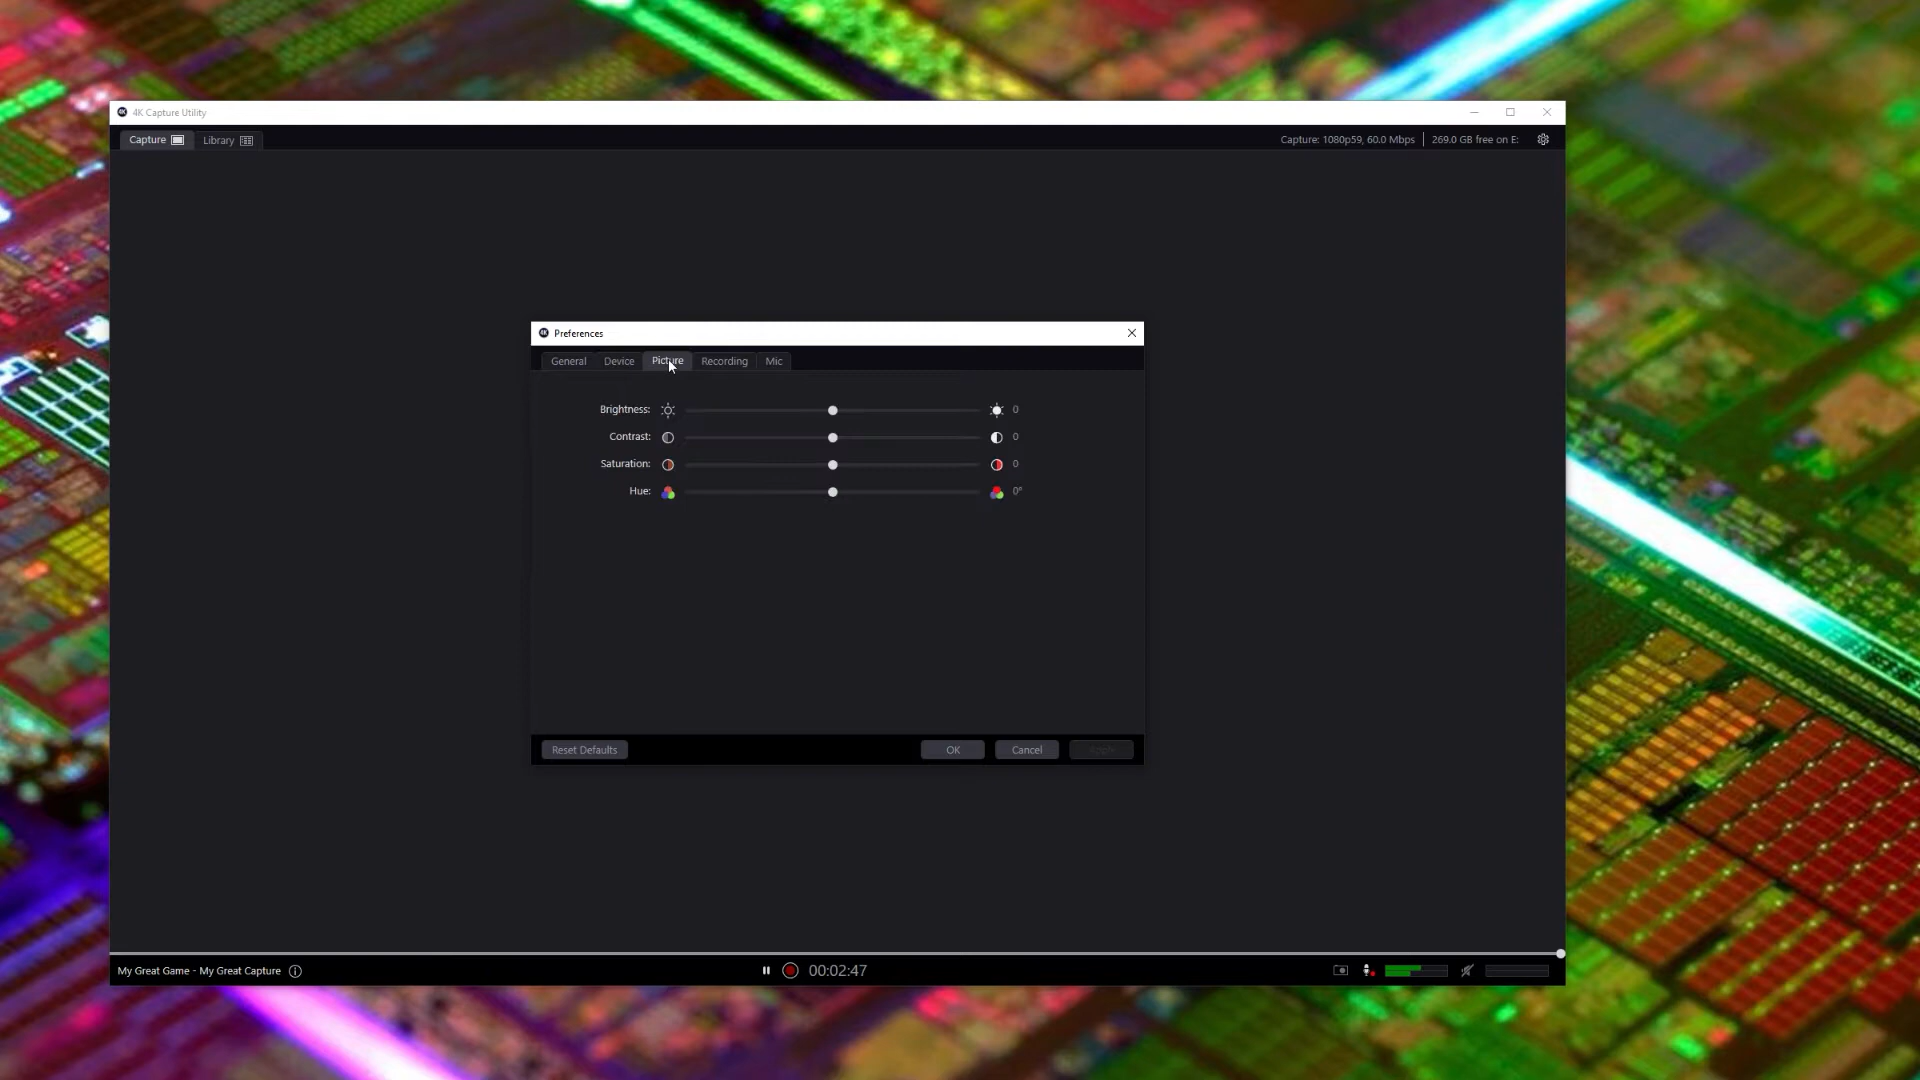 4K Capture Utility
Capture
Library
Capture: 1080p59, 60.0 Mbps
269.0 GB free on E:
Preferences
General
Device
Picture
Recording
Mic
Brightness:
0
Contrast:
0
Saturation:
0
Hue:
0°
Reset Defaults
OK
Cancel
Apply
My Great Game - My Great Capture
00:02:47